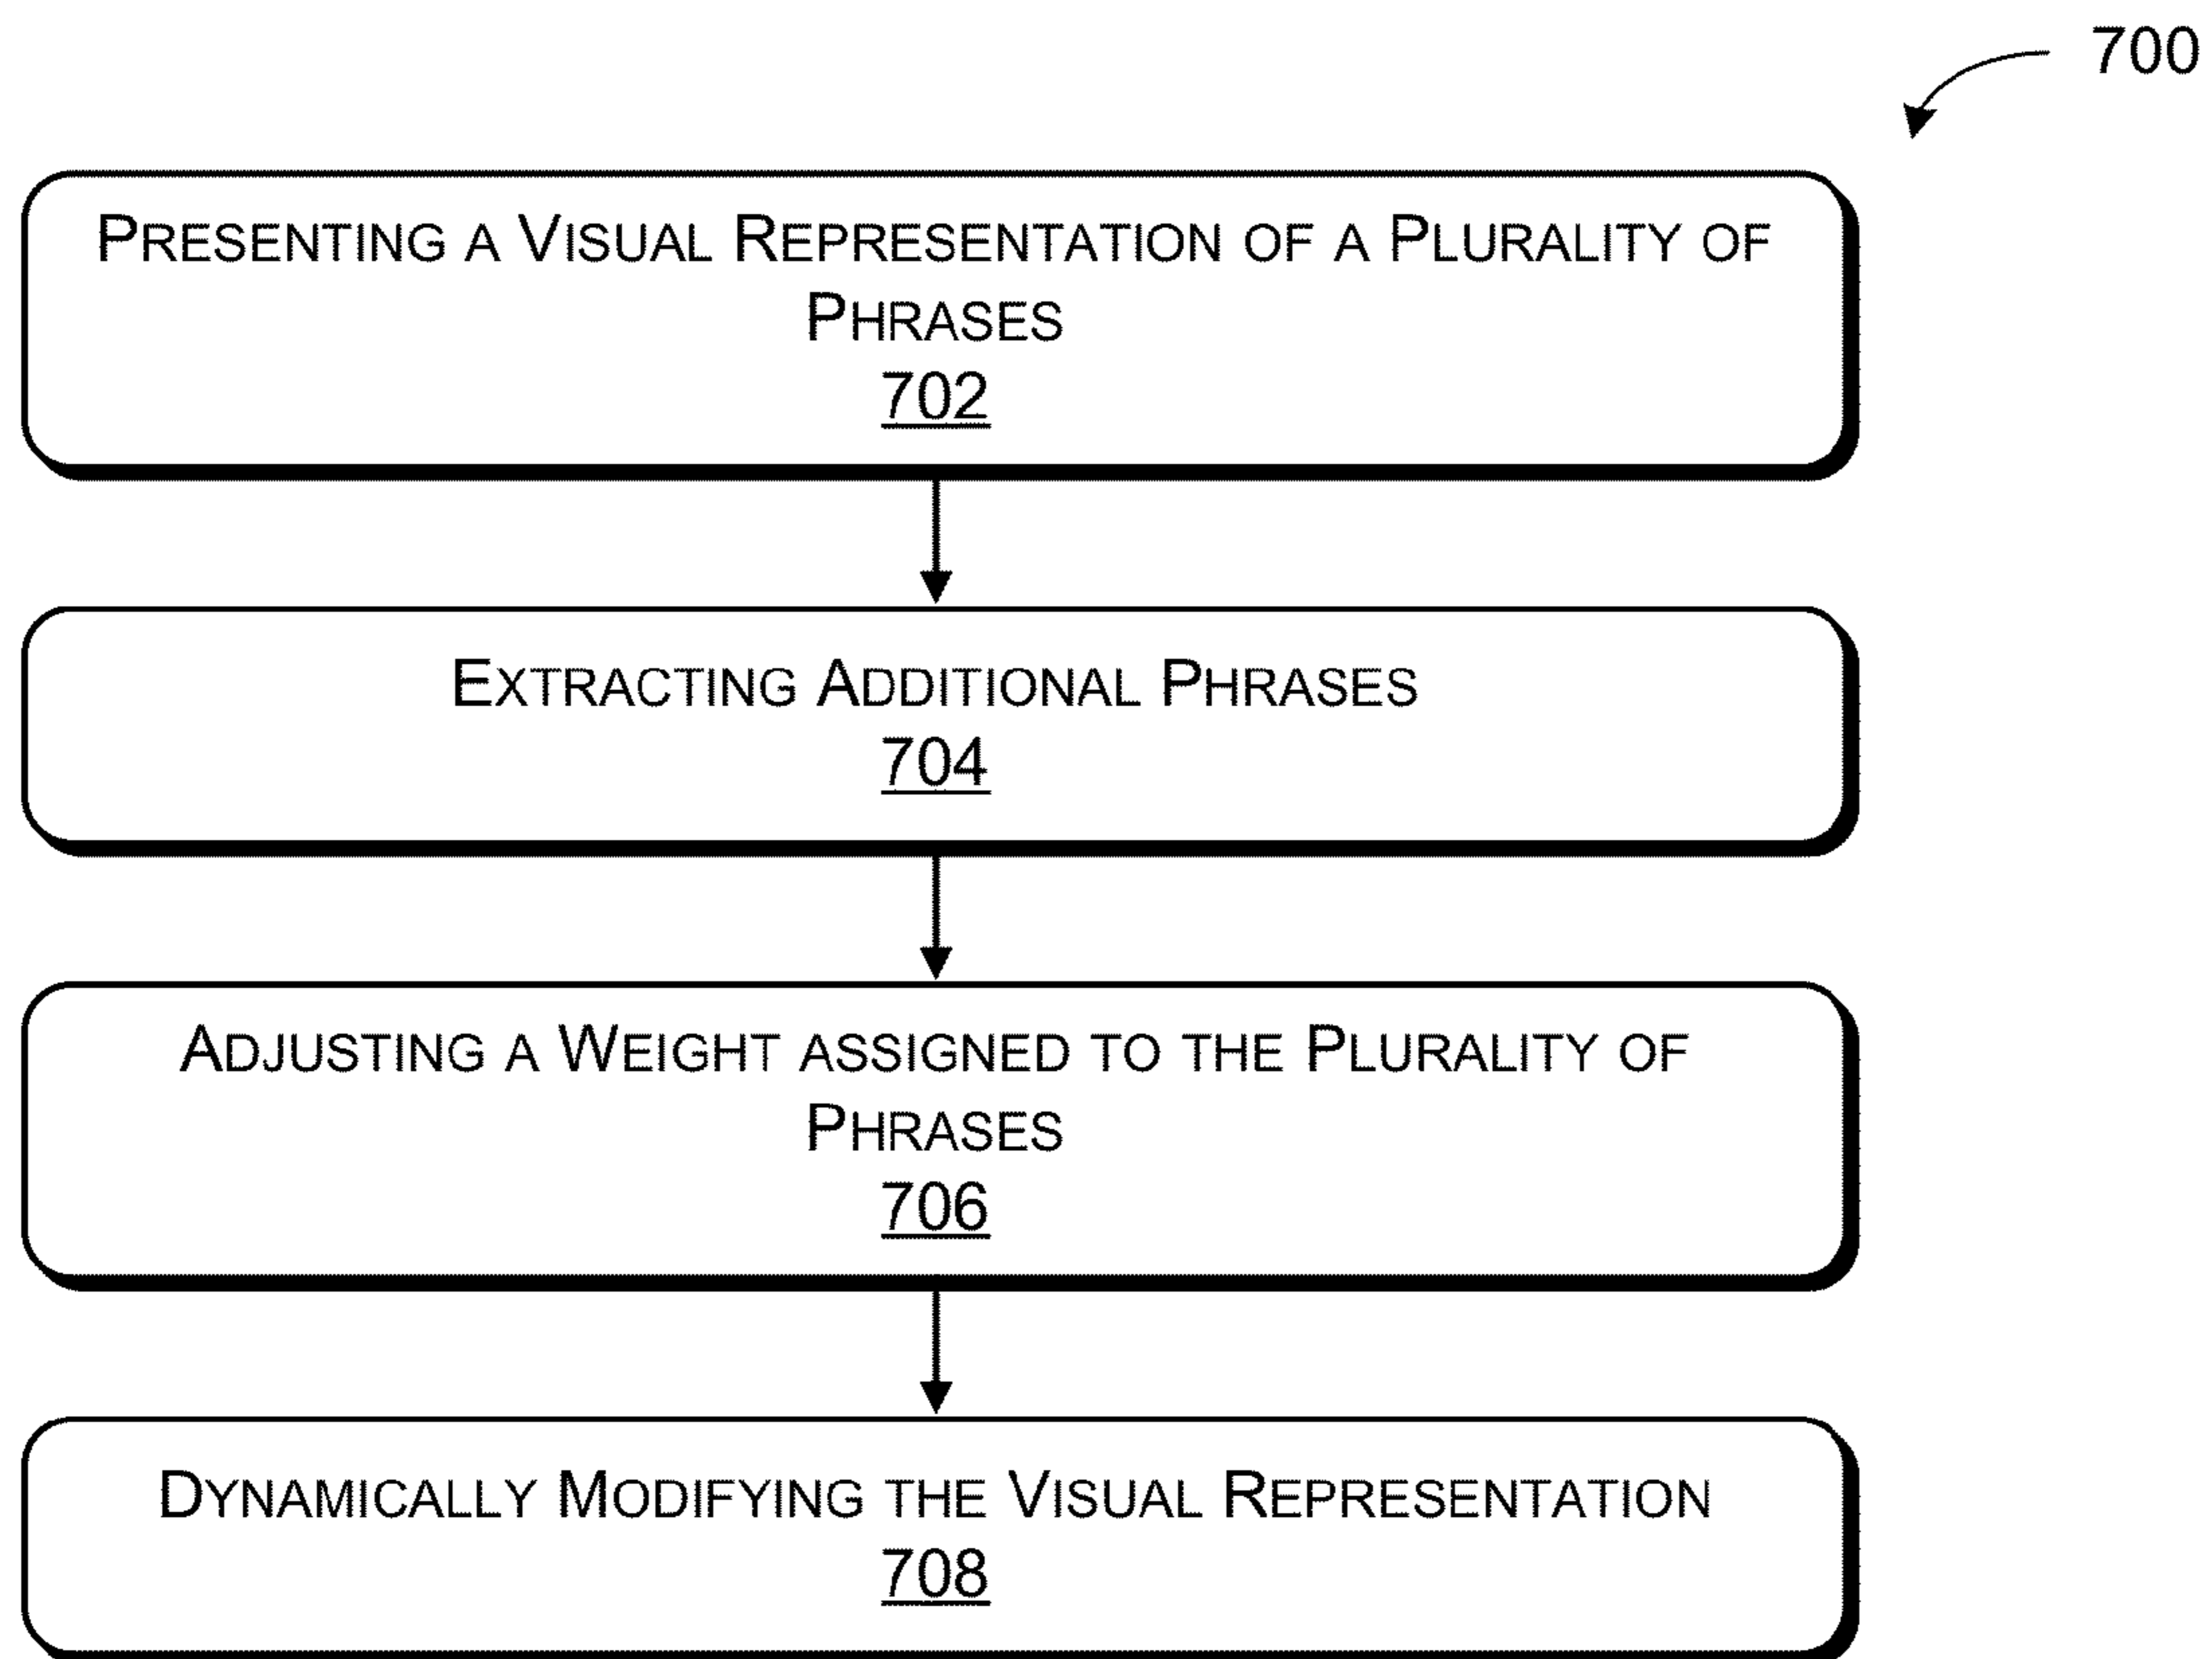 700
PRESENTING A VISUAL REPRESENTATION OF A PLURALITY OF
PHRASES
702
EXTRACTING ADDITIONAL PHRASES
704
ADJUSTING A WEIGHT ASSIGNED TO THE PLURALITY OF
PHRASES
706
DYNAMICALLY MODIFYING THE VISUAL REPRESENTATION
708